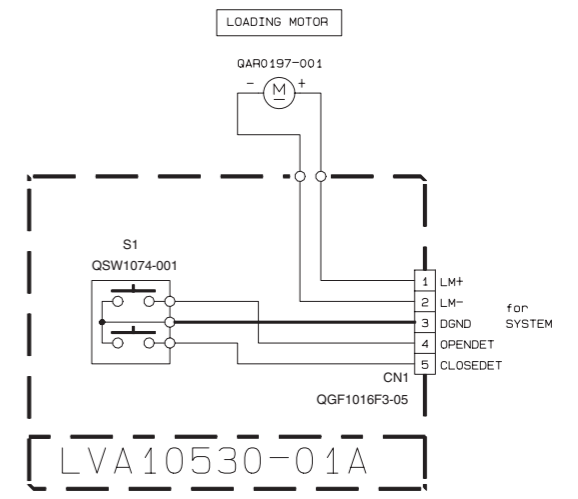 LOADING MOTOR
QAR0197-001
- M +
S1
QSW1074-001
1 LM+
2 LM-
3 DGND
4 OPENDET
5 CLOSEDET
for
SYSTEM
CN1
QGF1016F3-05
LVA10530-01A